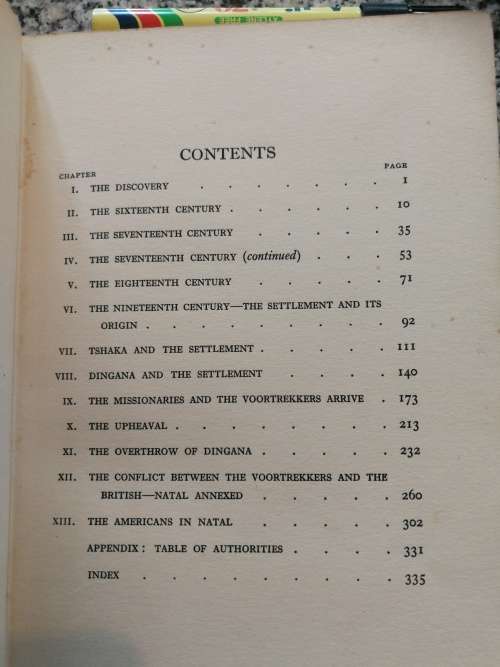 XYLENE FREE
CONTENTS
CHAPTER PAGE
I. THE DISCOVERY . . . . . . . 1
II. THE SIXTEENTH CENTURY . . . . . . 10
III. THE SEVENTEENTH CENTURY . . . . . 35
IV. THE SEVENTEENTH CENTURY (continued) . . . 53
V. THE EIGHTEENTH CENTURY . . . . . 71
VI. THE NINETEENTH CENTURY—THE SETTLEMENT AND ITS
ORIGIN . . . . . . . . . 92
VII. TSHAKA AND THE SETTLEMENT . . . . . 111
VIII. DINGANA AND THE SETTLEMENT . . . . . 140
IX. THE MISSIONARIES AND THE VOORTREKKERS ARRIVE . 173
X. THE UPHEAVAL . . . . . . . . 213
XI. THE OVERTHROW OF DINGANA . . . . . 232
XII. THE CONFLICT BETWEEN THE VOORTREKKERS AND THE
BRITISH—NATAL ANNEXED . . . . . 260
XIII. THE AMERICANS IN NATAL . . . . . 302
APPENDIX: TABLE OF AUTHORITIES . . . . 331
INDEX . . . . . . . . . 335